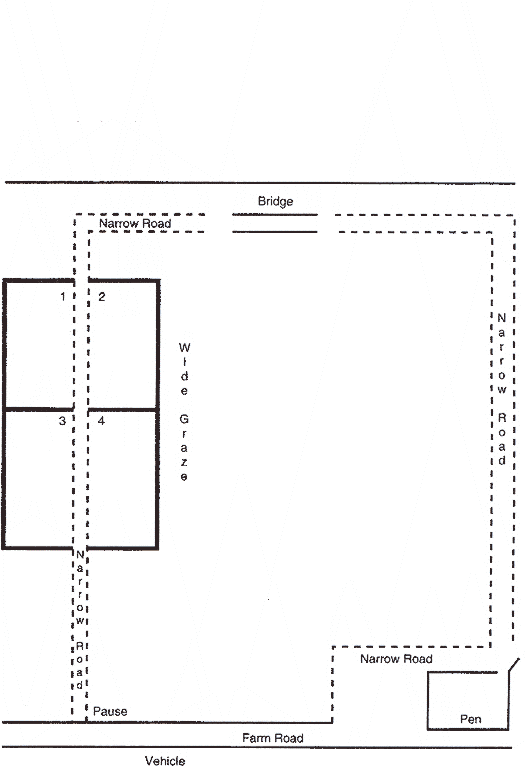 Bridge
Narrow Road
1 2
Wide Graze
Narrow Road
3 4
Narrow Road
Narrow Road
Pause
Pen
Farm Road
Vehicle